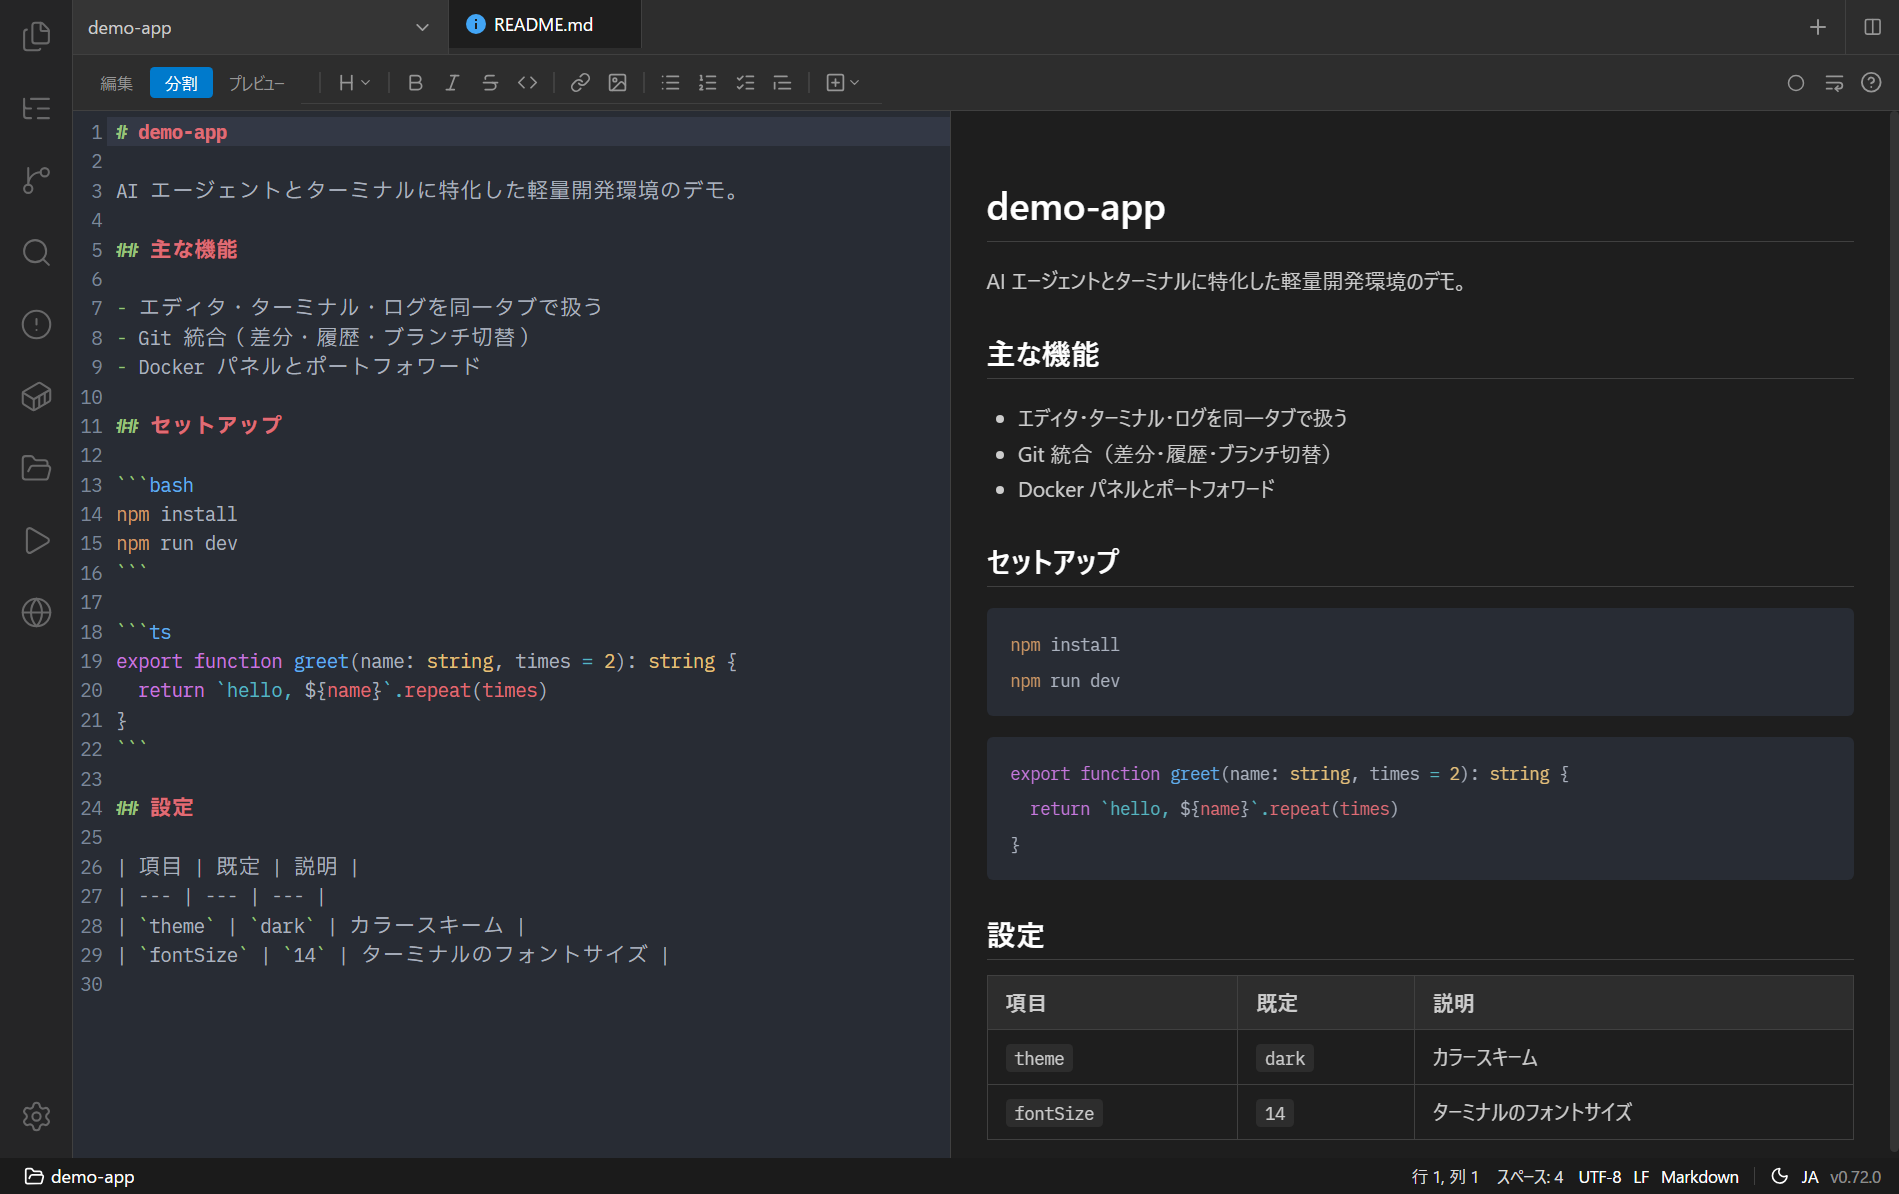 demo-app
README.md
編集 分割 プレビュー H B I S
1 # demo-app
2
3 AI エージェントとターミナルに特化した軽量開発環境のデモ。
4
5 ## 主な機能
6
7 - エディタ・ターミナル・ログを同一タブで扱う
8 - Git 統合（差分・履歴・ブランチ切替）
9 - Docker パネルとポートフォワード
10
11 ## セットアップ
12
13 ```bash
14 npm install
15 npm run dev
16 ```
17
18 ```ts
19 export function greet(name: string, times = 2): string {
20   return `hello, ${name}`.repeat(times)
21 }
22 ```
23
24 ## 設定
25
26 | 項目 | 既定 | 説明 |
27 | --- | --- | --- |
28 | `theme` | `dark` | カラースキーム |
29 | `fontSize` | `14` | ターミナルのフォントサイズ |
30
demo-app
AI エージェントとターミナルに特化した軽量開発環境のデモ。
主な機能
• エディタ・ターミナル・ログを同一タブで扱う
• Git 統合（差分・履歴・ブランチ切替）
• Docker パネルとポートフォワード
セットアップ
npm install
npm run dev
export function greet(name: string, times = 2): string {
  return `hello, ${name}`.repeat(times)
}
設定
項目 既定 説明
theme dark カラースキーム
fontSize 14 ターミナルのフォントサイズ
demo-app
行 1, 列 1 スペース: 4 UTF-8 LF Markdown JA v0.72.0